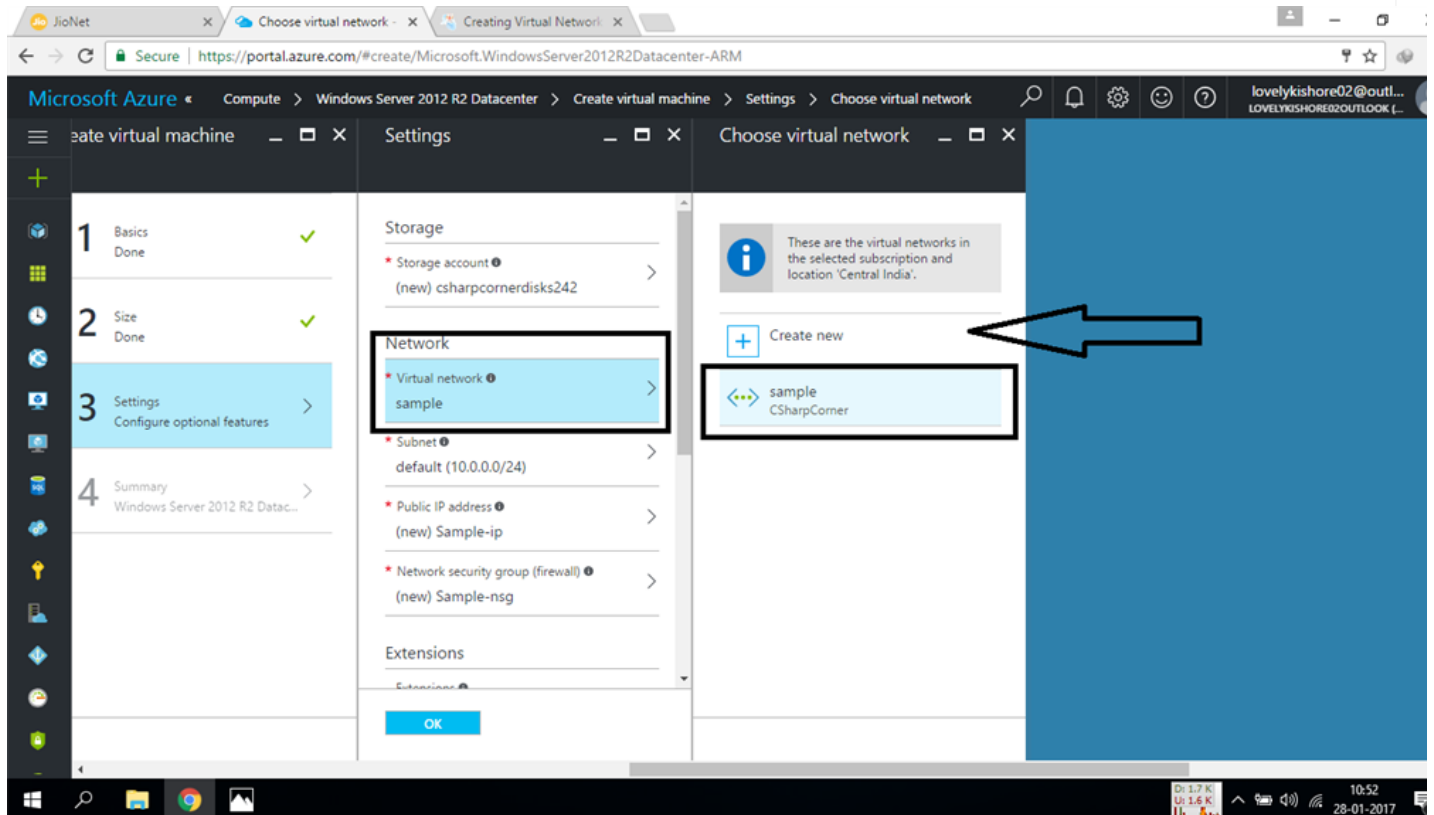 JioNet
Choose virtual network -
Creating Virtual Network
Secure | https://portal.azure.com/#create/Microsoft.WindowsServer2012R2Datacenter-ARM
Microsoft Azure « Compute > Windows Server 2012 R2 Datacenter > Create virtual machine > Settings > Choose virtual network
lovelykishore02@outl...
LOVELYKISHORE02OUTLOOK (...
eate virtual machine
1
Basics
Done
2
Size
Done
3
Settings
Configure optional features
4
Summary
Windows Server 2012 R2 Datac...
Settings
Storage
* Storage account
(new) csharpcornerdisks242
Network
* Virtual network
sample
* Subnet
default (10.0.0.0/24)
* Public IP address
(new) Sample-ip
* Network security group (firewall)
(new) Sample-nsg
Extensions
Extensions
OK
Choose virtual network
These are the virtual networks in
the selected subscription and
location 'Central India'.
Create new
sample
CSharpCorner
SQL
D: 1.7 K
U: 1.6 K
10:52
28-01-2017